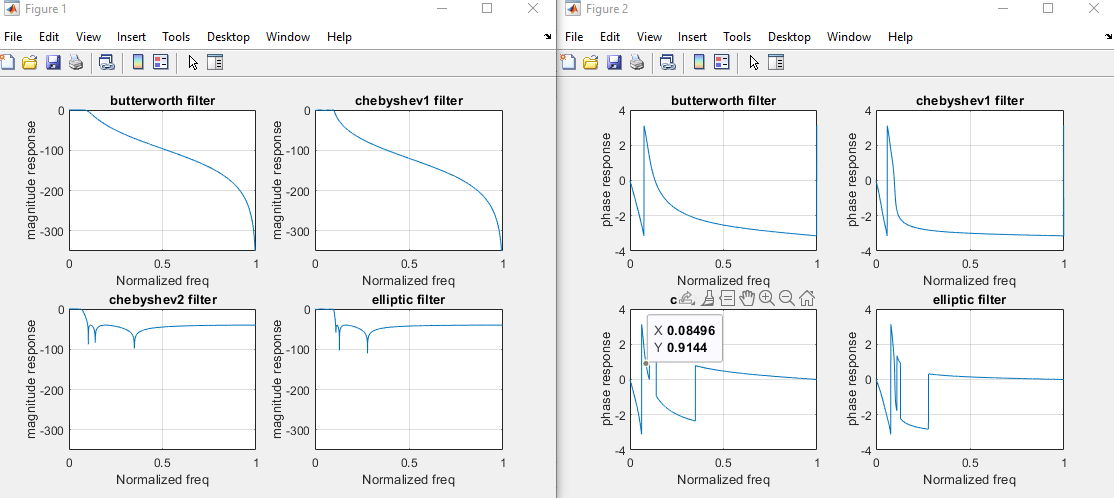 Figure 1
File Edit View Insert Tools Desktop Window Help
butterworth filter
0
-100
-200
-300
magnitude response
0 0.5 1
Normalized freq
chebyshev1 filter
0
-100
-200
-300
magnitude response
0 0.5 1
Normalized freq
chebyshev2 filter
0
-100
-200
-300
magnitude response
0 0.5 1
Normalized freq
elliptic filter
0
-100
-200
-300
magnitude response
0 0.5 1
Normalized freq
Figure 2
File Edit View Insert Tools Desktop Window Help
butterworth filter
4
2
0
-2
-4
phase response
0 0.5 1
Normalized freq
chebyshev1 filter
4
2
0
-2
-4
phase response
0 0.5 1
Normalized freq
c
X 0.08496
Y 0.9144
4
2
0
-2
-4
phase response
0 0.5 1
Normalized freq
elliptic filter
4
2
0
-2
-4
phase response
0 0.5 1
Normalized freq